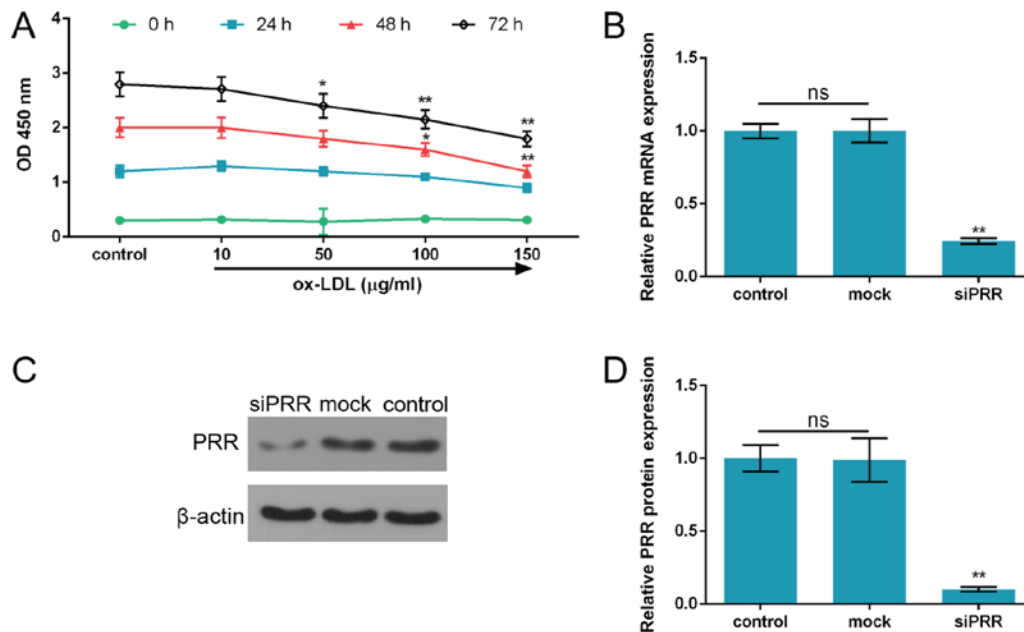 A
0 h 24 h 48 h 72 h
OD 450 nm
4
3
2
1
0
*
**
*
**
**
control 10 50 100 150
ox-LDL (μg/ml)
B
Relative PRR mRNA expression
1.5
1.0
0.5
0.0
ns
**
control mock siPRR
C
siPRR mock control
PRR
β-actin
D
Relative PRR protein expression
1.5
1.0
0.5
0.0
ns
**
control mock siPRR